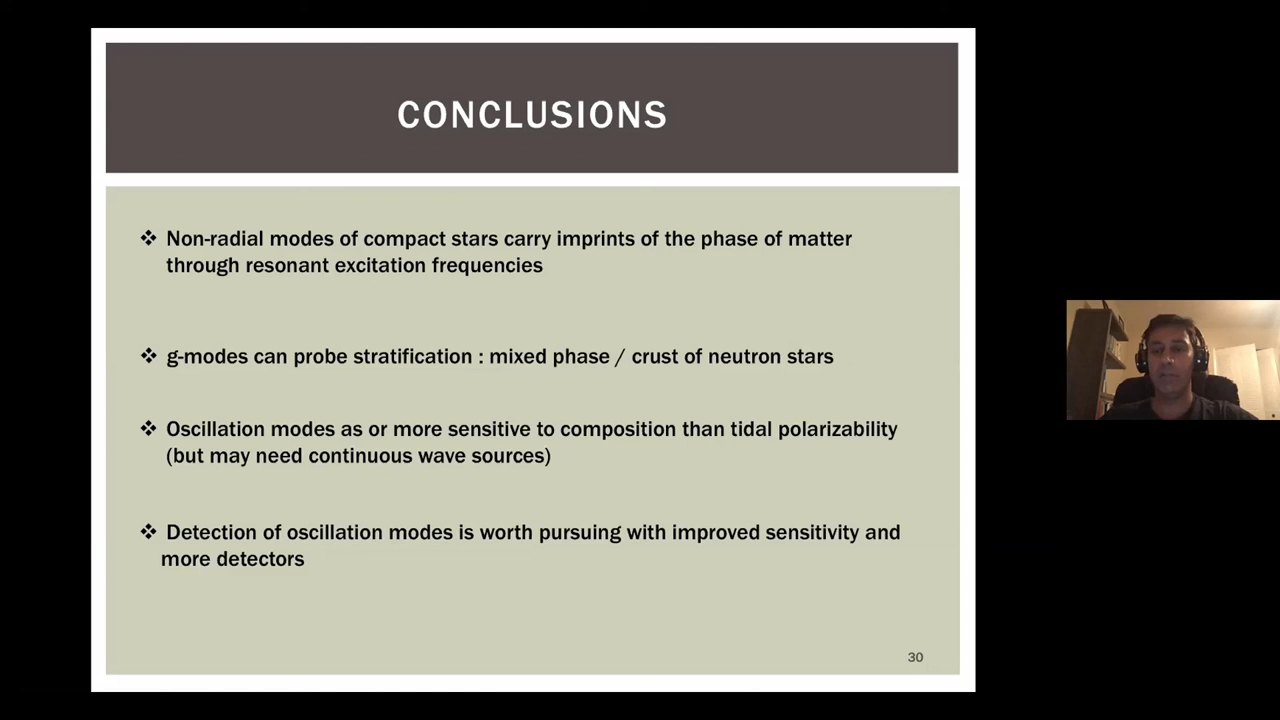 CONCLUSIONS
❖ Non-radial modes of compact stars carry imprints of the phase of matter
through resonant excitation frequencies
❖ g-modes can probe stratification : mixed phase / crust of neutron stars
❖ Oscillation modes as or more sensitive to composition than tidal polarizability
(but may need continuous wave sources)
❖ Detection of oscillation modes is worth pursuing with improved sensitivity and
more detectors
30